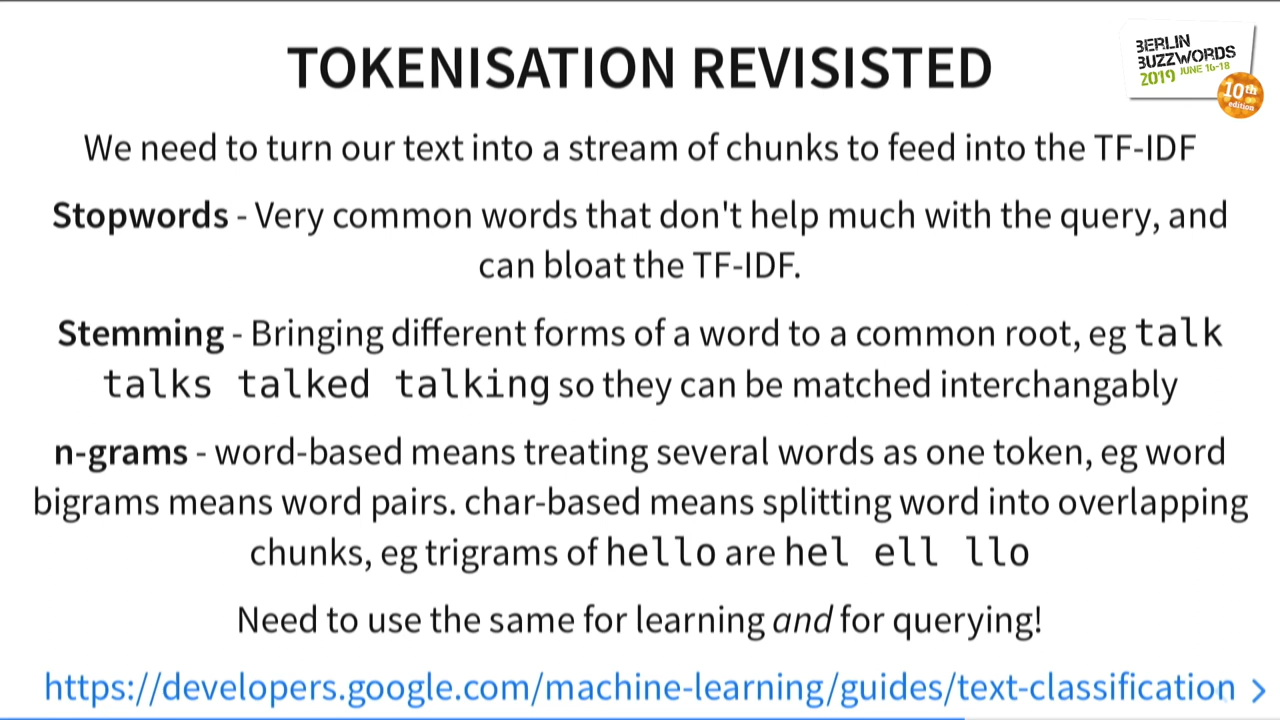 TOKENISATION REVISISTED
BERLIN
BUZZWORDS
2019 JUNE 16-18
10th
edition
We need to turn our text into a stream of chunks to feed into the TF-IDF
Stopwords - Very common words that don't help much with the query, and
can bloat the TF-IDF.
Stemming - Bringing different forms of a word to a common root, eg talk
talks talked talking so they can be matched interchangably
n-grams - word-based means treating several words as one token, eg word
bigrams means word pairs. char-based means splitting word into overlapping
chunks, eg trigrams of hello are hel ell llo
Need to use the same for learning and for querying!
https://developers.google.com/machine-learning/guides/text-classification